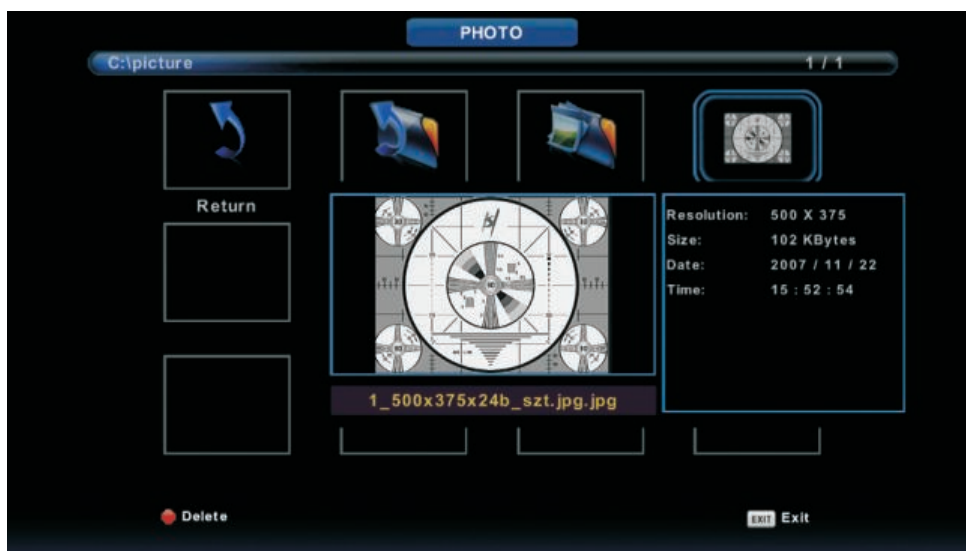 PHOTO
C:\picture
1 / 1
Return
Resolution: 500 X 375
Size: 102 KBytes
Date: 2007 / 11 / 22
Time: 15 : 52 : 54
1_500x375x24b_szt.jpg.jpg
Delete
EXIT Exit